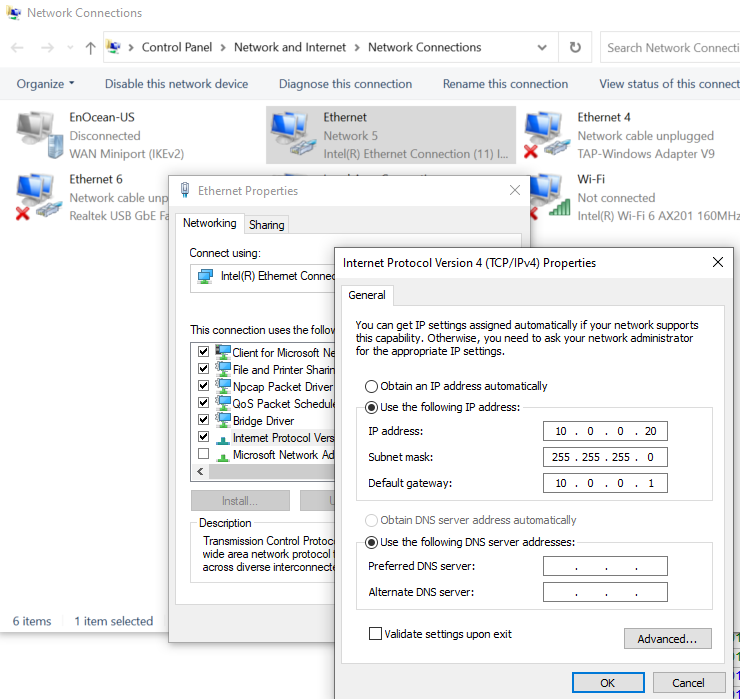 Network Connections
Control Panel > Network and Internet > Network Connections
Search Network Connecti
Organize
Disable this network device
Diagnose this connection
Rename this connection
View status of this connect
EnOcean-US
Disconnected
WAN Miniport (IKEv2)
Ethernet
Network 5
Intel(R) Ethernet Connection (11) I...
Ethernet 4
Network cable unplugged
TAP-Windows Adapter V9
Ethernet 6
Network cable unp
Realtek USB GbE Fa
Wi-Fi
Not connected
Intel(R) Wi-Fi 6 AX201 160MHz
Ethernet Properties
Networking
Sharing
Connect using:
Intel(R) Ethernet Connec
This connection uses the follow
Client for Microsoft Ne
File and Printer Sharin
Npcap Packet Driver
QoS Packet Schedule
Bridge Driver
Internet Protocol Vers
Microsoft Network Ad
Install...
U
Description
Transmission Control Protoc
wide area network protocol t
across diverse interconnecte
6 items
1 item selected
Internet Protocol Version 4 (TCP/IPv4) Properties
General
You can get IP settings assigned automatically if your network supports
this capability. Otherwise, you need to ask your network administrator
for the appropriate IP settings.
Obtain an IP address automatically
Use the following IP address:
IP address:
10 . 0 . 0 . 20
Subnet mask:
255 . 255 . 255 . 0
Default gateway:
10 . 0 . 0 . 1
Obtain DNS server address automatically
Use the following DNS server addresses:
Preferred DNS server:
. . .
Alternate DNS server:
. . .
Validate settings upon exit
Advanced...
OK
Cancel